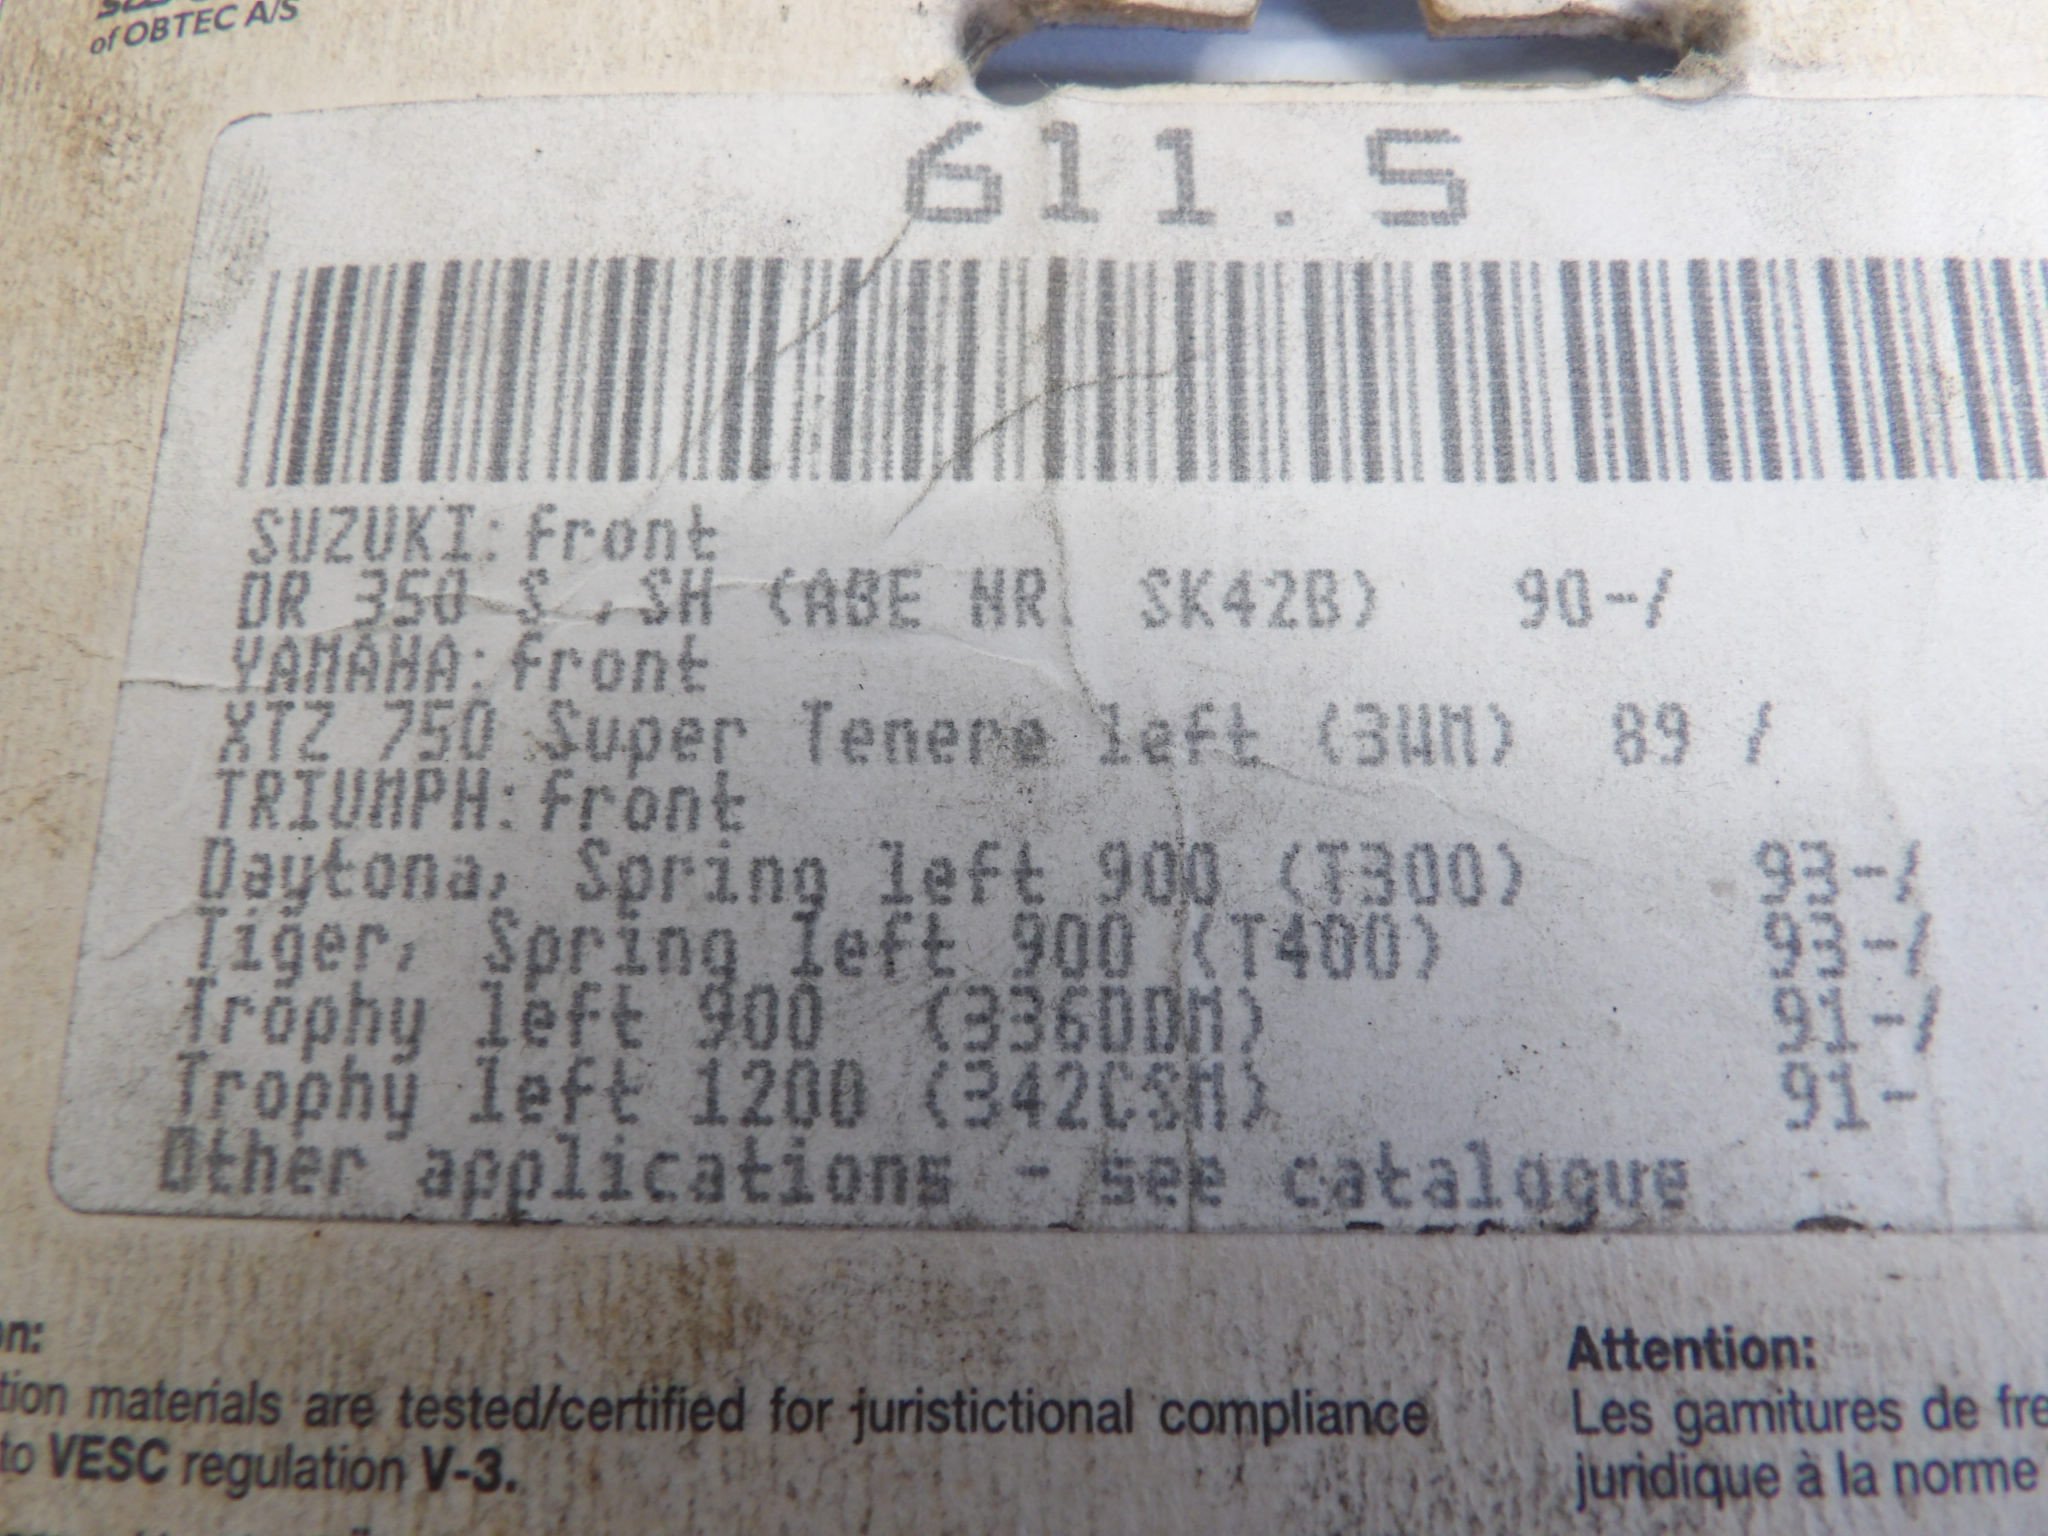 of OBTEC A/S
611.S
SUZUKI: Front
DR 350 S ,SH (ABE NR. SK42B) 90-/
YAMAHA: Front
XTZ 750 Super Tenere left (3WM) 89 /
TRIUMPH: Front
Daytona, Spring left 900 (T300) 93-/
Tiger, Spring left 900 (T400) 93-/
Trophy left 900 (336DDM) 91-/
Trophy left 1200 (342CSM) 91-
Other applications - see catalogue
on:
tion materials are tested/certified for juristictional compliance
to VESC regulation V-3.
Attention:
Les garnitures de fre
juridique à la norme